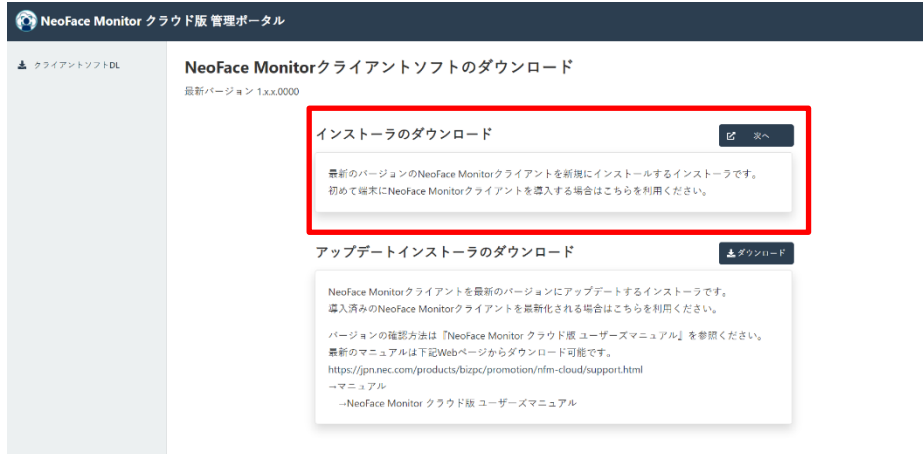 NeoFace Monitor クラウド版 管理ポータル
クライアントソフトDL
NeoFace Monitorクライアントソフトのダウンロード
最新バージョン 1.x.x.0000
インストーラのダウンロード
次へ
最新のバージョンのNeoFace Monitorクライアントを新規にインストールするインストーラです。
初めて端末にNeoFace Monitorクライアントを導入する場合はこちらを利用ください。
アップデートインストーラのダウンロード
ダウンロード
NeoFace Monitorクライアントを最新のバージョンにアップデートするインストーラです。
導入済みのNeoFace Monitorクライアントを最新化される場合はこちらを利用ください。
バージョンの確認方法は『NeoFace Monitor クラウド版 ユーザーズマニュアル』を参照ください。
最新のマニュアルは下記Webページからダウンロード可能です。
https://jpn.nec.com/products/bizpc/promotion/nfm-cloud/support.html
→マニュアル
→NeoFace Monitor クラウド版 ユーザーズマニュアル